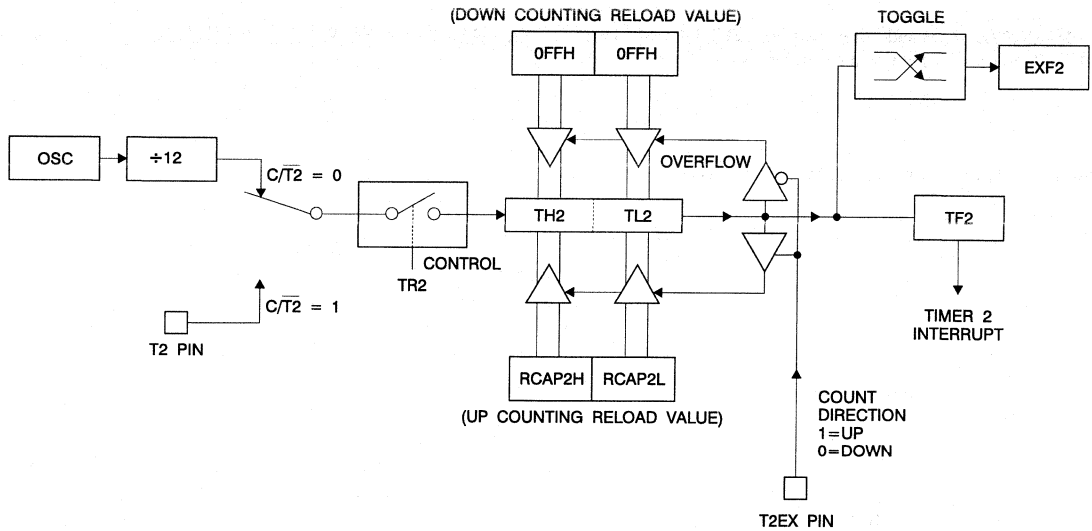 (DOWN COUNTING RELOAD VALUE)
TOGGLE
0FFH 0FFH
EXF2
OSC
÷12
OVERFLOW
C/T2̅ = 0
TH2 TL2
TF2
CONTROL
TR2
C/T2̅ = 1
T2 PIN
TIMER 2
INTERRUPT
RCAP2H RCAP2L
(UP COUNTING RELOAD VALUE)
COUNT
DIRECTION
1=UP
0=DOWN
T2EX PIN